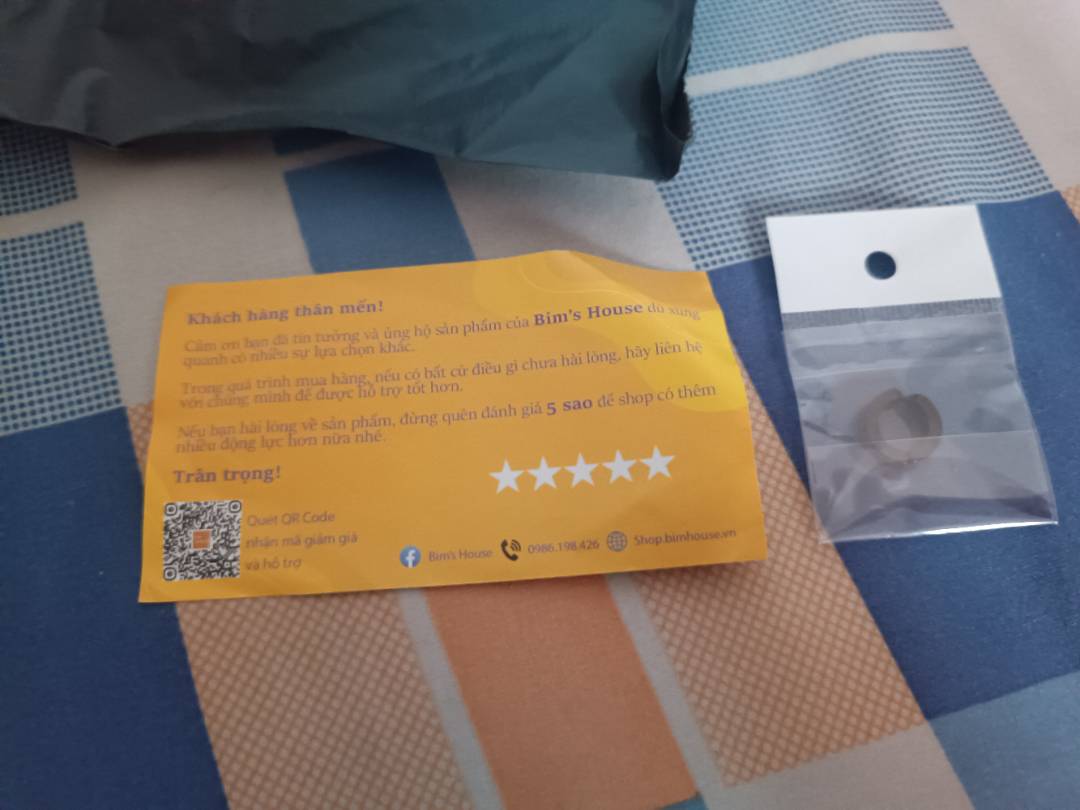 Khách hàng thân mến!
Cảm ơn bạn đã tin tưởng và ủng hộ sản phẩm của Bim's House dù xung
quanh có nhiều sự lựa chọn khác.
Trong quá trình mua hàng, nếu có bất cứ điều gì chưa hài lòng, hãy liên hệ
với chúng mình để được hỗ trợ tốt hơn.
Nếu bạn hài lòng về sản phẩm, đừng quên đánh giá 5 sao để shop có thêm
nhiều động lực hơn nữa nhé.
Trân trọng!
Quét QR Code
nhận mã giảm giá
và hỗ trợ
Bim's House 0986.198.426 Shop.bimhouse.vn